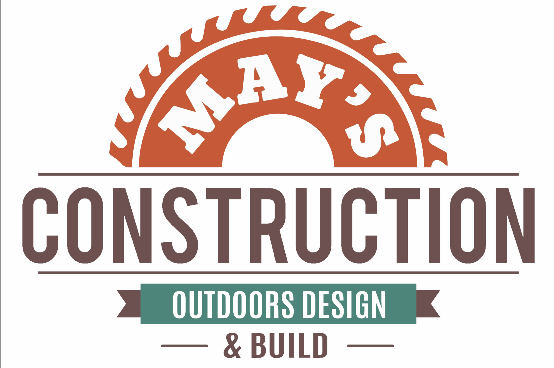 MAY'S
CONSTRUCTION
OUTDOORS DESIGN
& BUILD